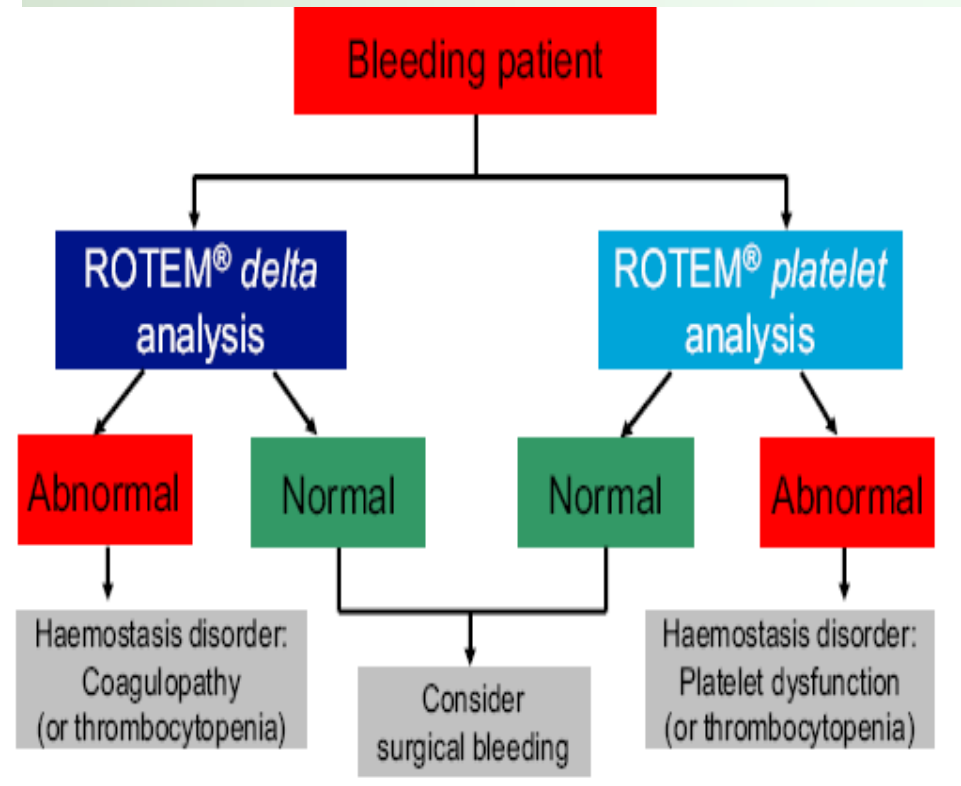 Bleeding patient
ROTEM® delta
analysis
ROTEM® platelet
analysis
Abnormal
Normal
Normal
Abnormal
Haemostasis disorder:
Coagulopathy
(or thrombocytopenia)
Consider
surgical bleeding
Haemostasis disorder:
Platelet dysfunction
(or thrombocytopenia)